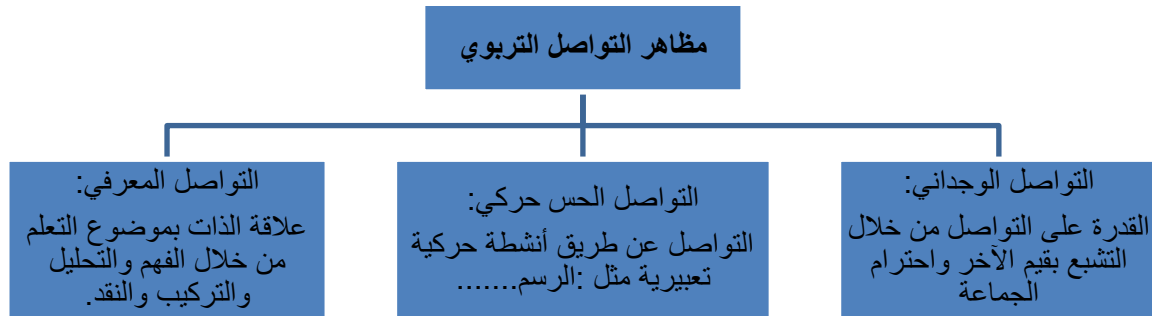 مظاهر التواصل التربوي
التواصل الوجداني:
القدرة على التواصل من خلال
التشبع بقيم الآخر واحترام
الجماعة
التواصل الحس حركي:
التواصل عن طريق أنشطة حركية
تعبيرية مثل :الرسم.......
التواصل المعرفي:
علاقة الذات بموضوع التعلم
من خلال الفهم والتحليل
والتركيب والنقد.